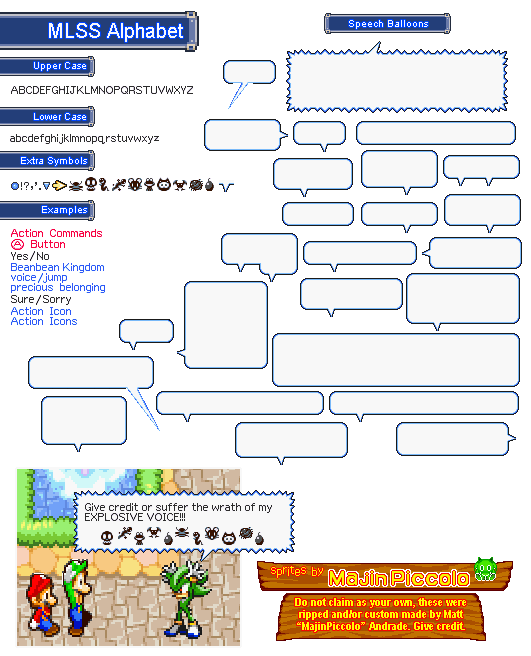 MLSS Alphabet
Speech Balloons
Upper Case
ABCDEFGHIJKLMNOPQRSTUVWXYZ
Lower Case
abcdefghijklmnopqrstuvwxyz
Extra Symbols
!?,'.
Examples
Action Commands
A Button
Yes/No
Beanbean Kingdom
voice/jump
precious belonging
Sure/Sorry
Action Icon
Action Icons
Give credit or suffer the wrath of my
EXPLOSIVE VOICE!!!
sprites by MajinPiccolo
Do not claim as your own, these were
ripped and/or custom made by Matt
"MajinPiccolo" Andrade. Give credit.